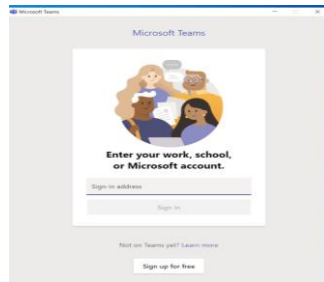 Microsoft Teams
Microsoft Teams
Enter your work, school,
or Microsoft account.
Sign-in address
Sign in
Not on Teams yet? Learn more
Sign up for free